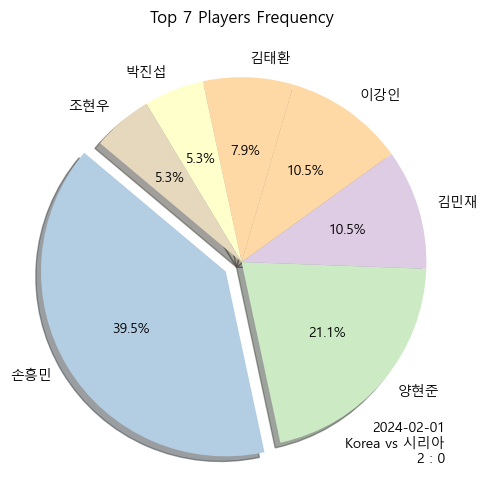 Top 7 Players Frequency
김태환
박진섭
이강인
조현우
7.9%
5.3%
10.5%
5.3%
김민재
10.5%
39.5%
21.1%
손흥민
양현준
2024-02-01
Korea vs 시리아
2 : 0